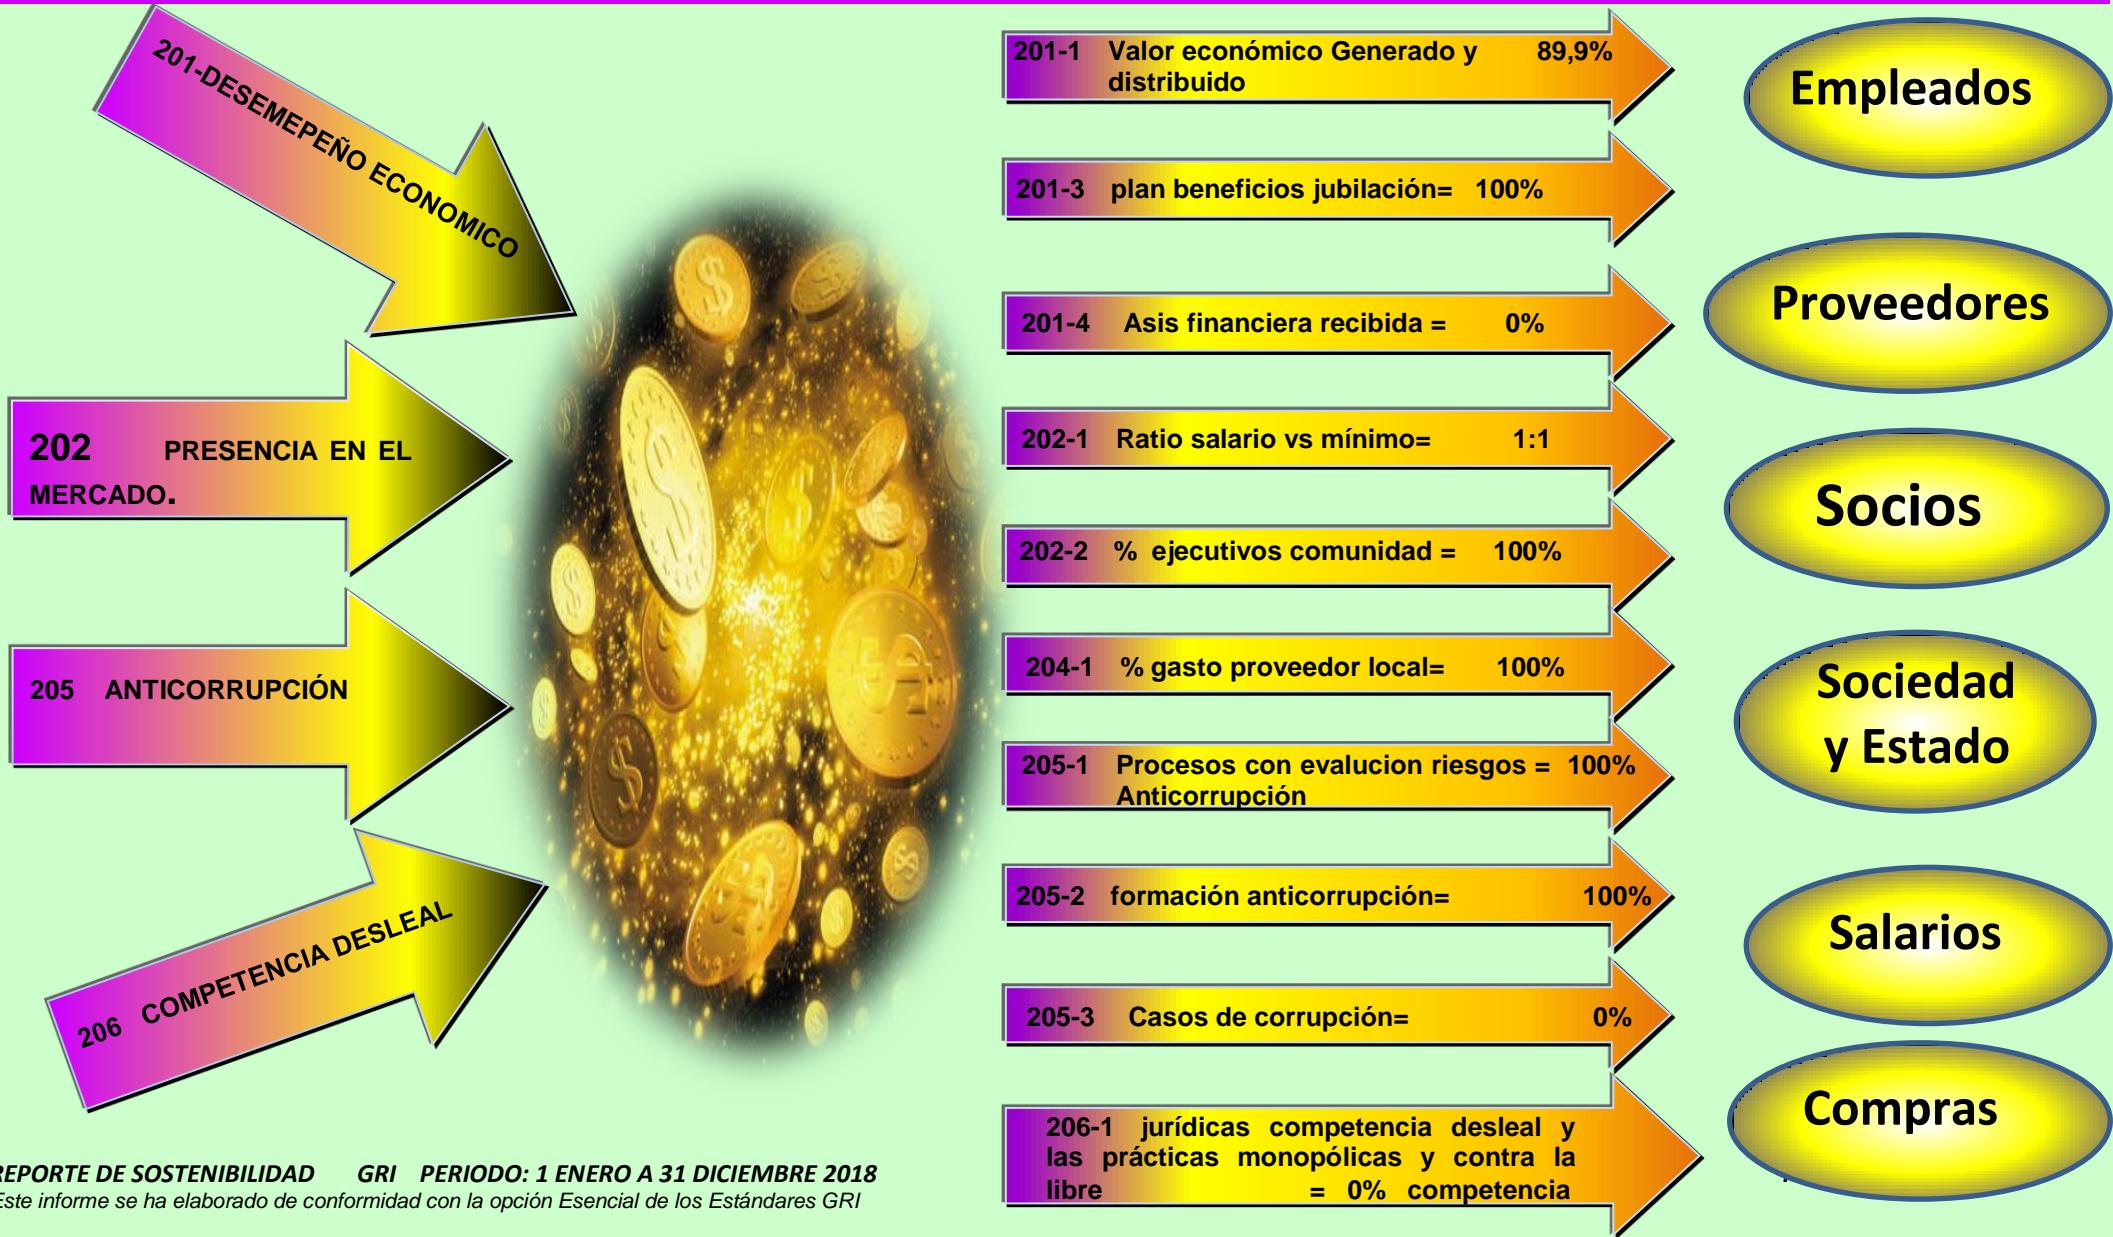 201-DESEMEPEÑO ECONOMICO
202 PRESENCIA EN EL
MERCADO.
205 ANTICORRUPCIÓN
206 COMPETENCIA DESLEAL
201-1 Valor económico Generado y 89,9%
distribuido
201-3 plan beneficios jubilación= 100%
201-4 Asis financiera recibida = 0%
202-1 Ratio salario vs mínimo= 1:1
202-2 % ejecutivos comunidad = 100%
204-1 % gasto proveedor local= 100%
205-1 Procesos con evalucion riesgos = 100%
Anticorrupción
205-2 formación anticorrupción= 100%
205-3 Casos de corrupción= 0%
206-1 jurídicas competencia desleal y
las prácticas monopólicas y contra la
libre = 0% competencia
Empleados
Proveedores
Socios
Sociedad
y Estado
Salarios
Compras
REPORTE DE SOSTENIBILIDAD GRI PERIODO: 1 ENERO A 31 DICIEMBRE 2018
Este informe se ha elaborado de conformidad con la opción Esencial de los Estándares GRI